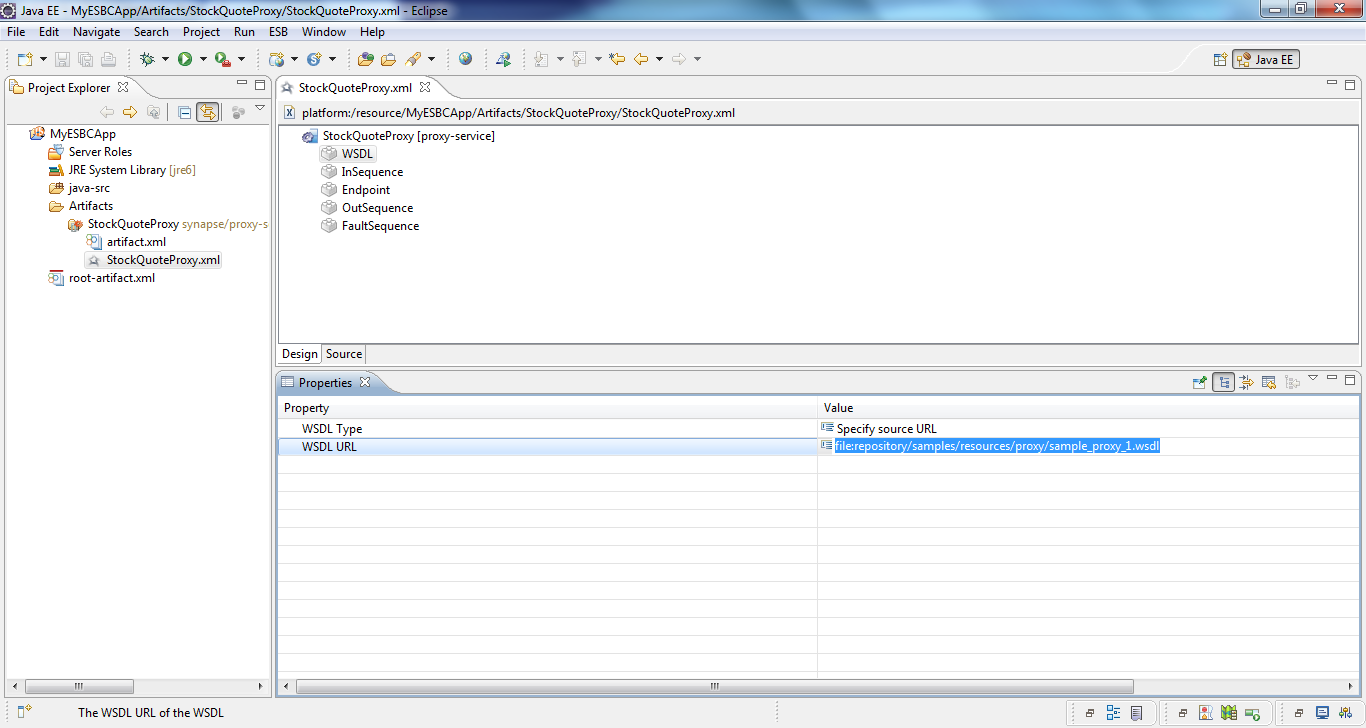 Java EE - MyESBCApp/Artifacts/StockQuoteProxy/StockQuoteProxy.xml - Eclipse
File Edit Navigate Search Project Run ESB Window Help
Java EE
Project Explorer
MyESBCApp
Server Roles
JRE System Library [jre6]
java-src
Artifacts
StockQuoteProxy synapse/proxy-s
artifact.xml
StockQuoteProxy.xml
root-artifact.xml
StockQuoteProxy.xml
platform:/resource/MyESBCApp/Artifacts/StockQuoteProxy/StockQuoteProxy.xml
StockQuoteProxy [proxy-service]
WSDL
InSequence
Endpoint
OutSequence
FaultSequence
Design Source
Properties
Property Value
WSDL Type Specify source URL
WSDL URL file:repository/samples/resources/proxy/sample_proxy_1.wsdl
The WSDL URL of the WSDL